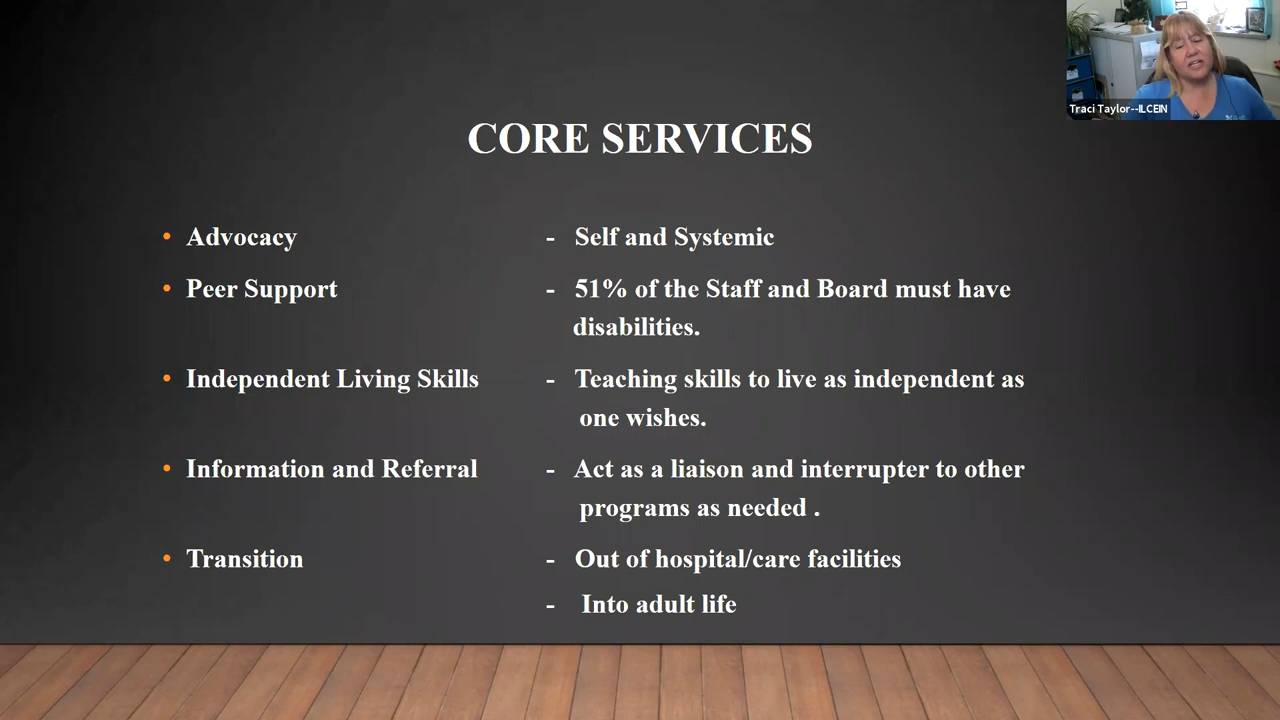 Traci Taylor--ILCEIN
CORE SERVICES
• Advocacy - Self and Systemic
• Peer Support - 51% of the Staff and Board must have
disabilities.
• Independent Living Skills - Teaching skills to live as independent as
one wishes.
• Information and Referral - Act as a liaison and interrupter to other
programs as needed .
• Transition - Out of hospital/care facilities
- Into adult life